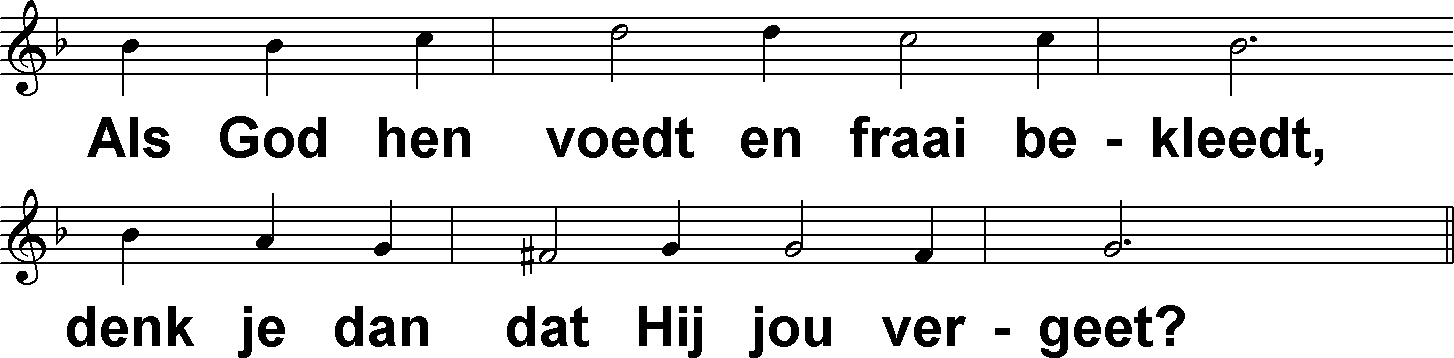 Als God hen voedt en fraai be - kleedt,
denk je dan dat Hij jou ver - geet?